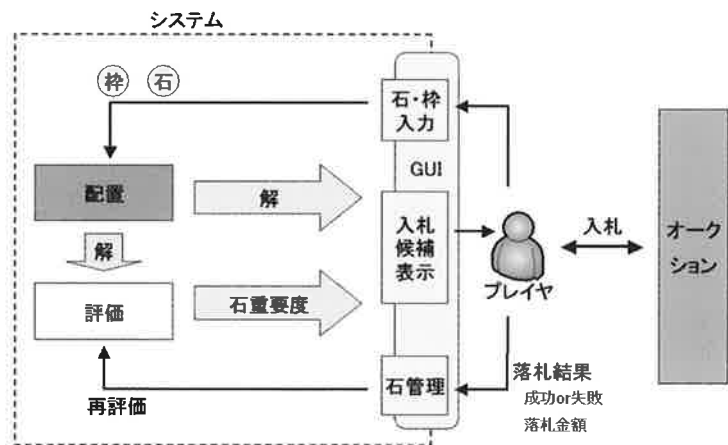 システム
枠 石
石・枠
入力
GUI
配置
解
入札
候補
表示
入札
オーク
ション
プレイヤ
解
評価
石重要度
石管理
再評価
落札結果
成功or失敗
落札金額